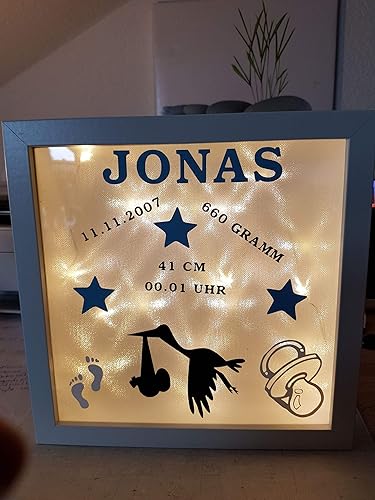 JONAS
11.11.2007
660 GRAMM
41 CM
00.01 UHR